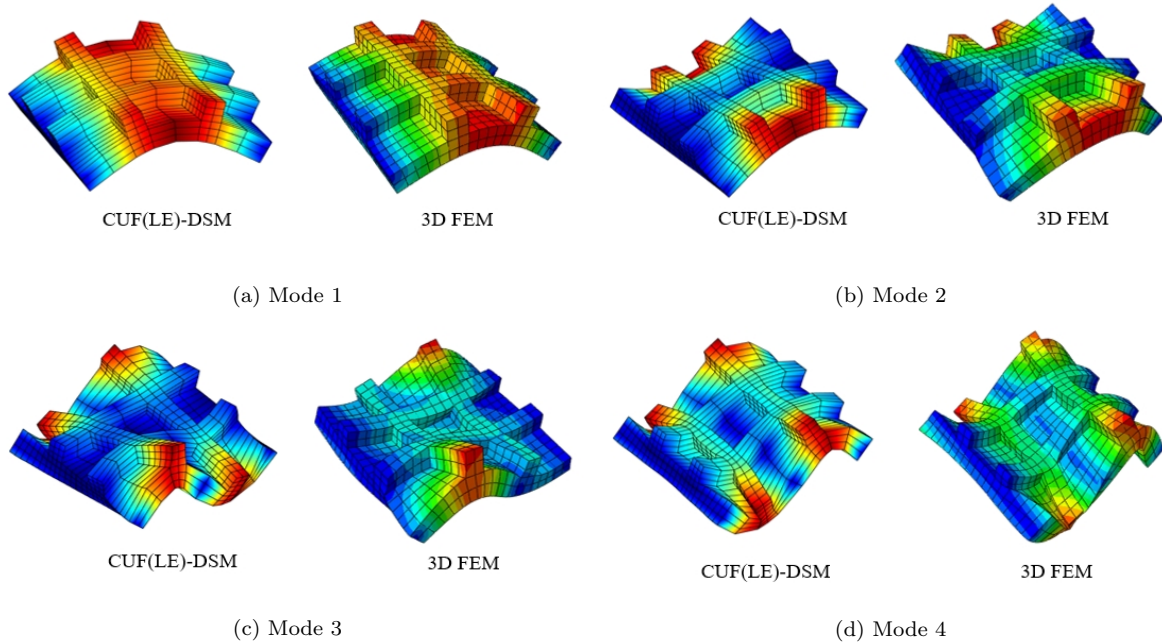 CUF(LE)-DSM
3D FEM
CUF(LE)-DSM
3D FEM
(a) Mode 1
(b) Mode 2
CUF(LE)-DSM
3D FEM
CUF(LE)-DSM
3D FEM
(c) Mode 3
(d) Mode 4